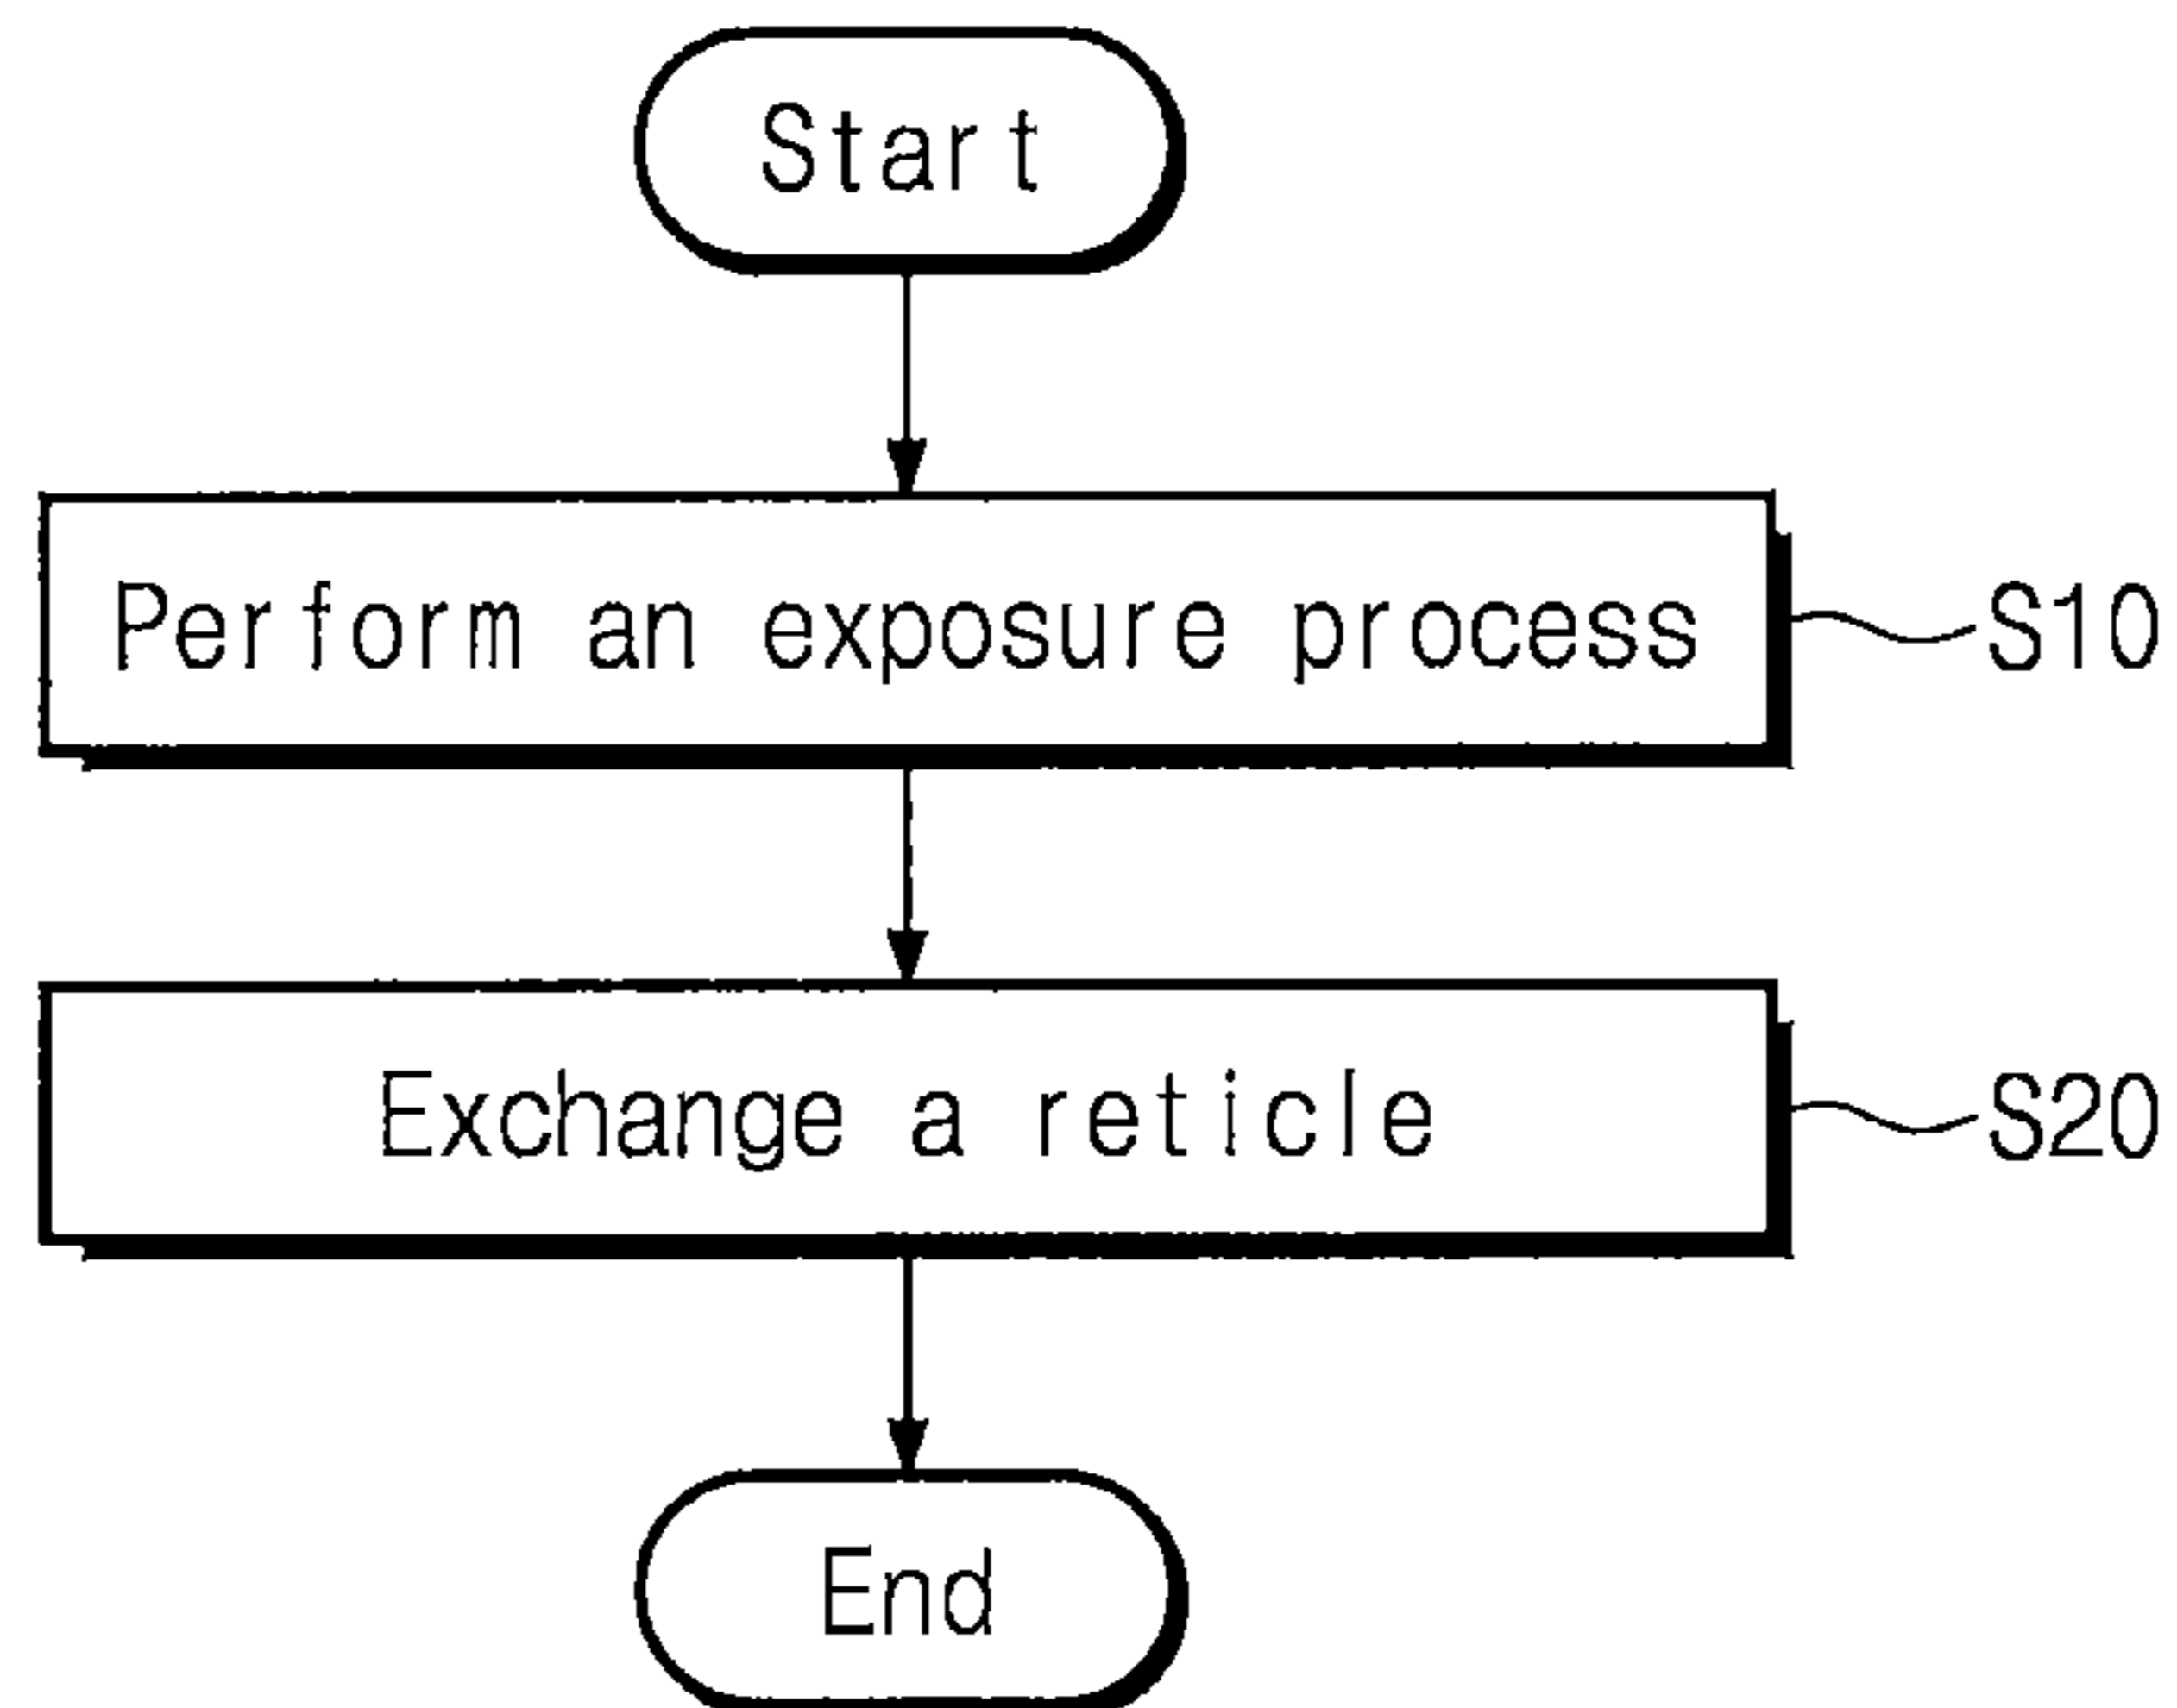 Start
Perform an exposure process
S10
Exchange a reticle
S20
End